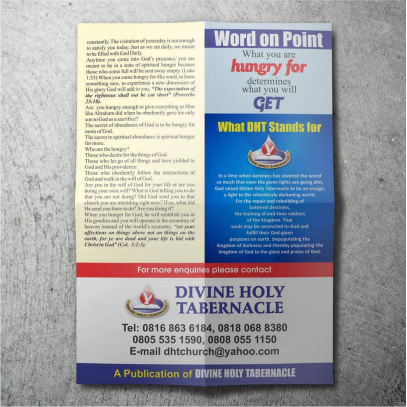 constantly. The visitation of yesterday is not enough
to satisfy you today. Just as we eat daily, we meant
to be filled with God Daily.
Anytime you come into God's presence, you are
meant to be in a state of spiritual hunger because
those who come full will be sent away empty. (Luke
1:53) When you come hungry for His word, to learn
something new, to experience a new dimension of
His glory God will add to you. "The expectation of
the righteous shall not be cut short" (Proverbs
23:18).
Are you hungry enough to give everything to Him
like Abraham did when he obediently gave his only
son to God as a sacrifice?
The secret of abundance of God is to be hungry for
more of God.
The secret to spiritual abundance is spiritual hunger
for more.
Who are the hungry?
Those who desire for the things of God.
Those who let go of all things and have yielded to
God and His providence.
Those who obediently follow the instructions of
God and walk in the will of God.
Are you in the will of God for your life or are you
doing your own will? What is God telling you to do
that you are not doing? Did God send you to that
church you are attending right now? If so, what did
He send you there to do? Are you doing it?
When you hunger for God, he will establish you in
His goodies and you will operate in the economy of
heaven instead of the world's economy. "set your
affections on things above not on things on the
earth, for ye are dead and your life is hid with
Christ in God" (Col. 3:2-3).
Word on Point
What you are
hungry for
determines
what you will
GET
What DHT Stands for
In a time when darkness has covered the world
so much that even the given lights are going dim,
God raised Divine Holy Tabernacle to be an ensign,
a light to the relentlessly darkening world.
For the repair and rebuilding of
battered destinies,
the training of end-time soldiers
of the kingdom. That
souls may be reconciled to God and
fulfill their God-given
purposes on earth. Depopulating the
kingdom of darkness and thereby populating the
kingdom of God to the glory and praise of God.
For more enquiries please contact
DIVINE HOLY
TABERNACLE
Tel: 0816 863 6184, 0818 068 8380
0805 535 1590, 0808 055 1150
E-mail dhtchurch@yahoo.com
A Publication of DIVINE HOLY TABERNACLE